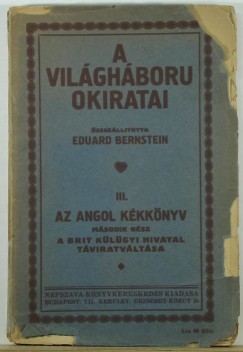 A
VILÁGHÁBORU
OKIRATAI
ÖSSZEÁLLITOTTA
EDUARD BERNSTEIN
III.
AZ ANGOL KÉKKÖNYV
MÁSODIK RÉSZ
A BRIT KÜLÜGYI HIVATAL
TÁVIRATVÁLTÁSA
NÉPSZAVA-KÖNYVKERESKEDÉS KIADÁSA
BUDAPEST, VII. KERÜLET, ERZSÉBET-KÖRUT